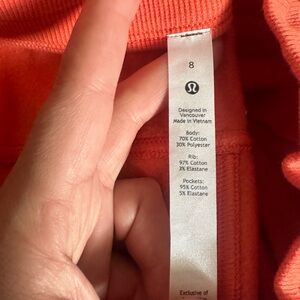 8
Designed in
Vancouver
Made in Vietnam
Body:
70% Cotton
30% Polyester
Rib:
97% Cotton
3% Elastane
Pockets:
95% Cotton
5% Elastane
Exclusive of